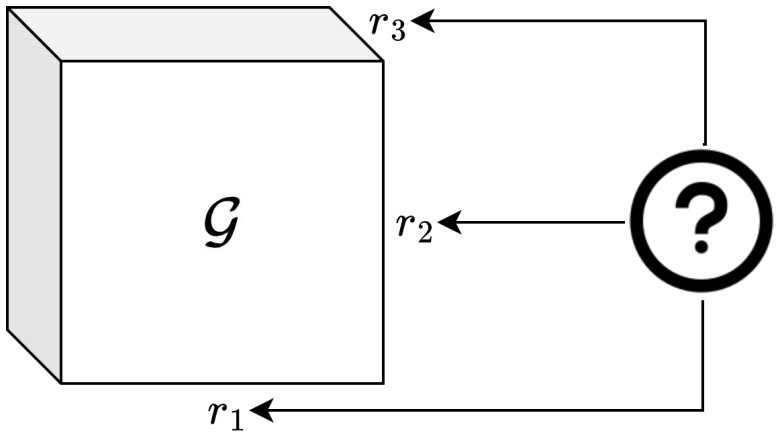 r₃
𝒢
r₂
?
r₁